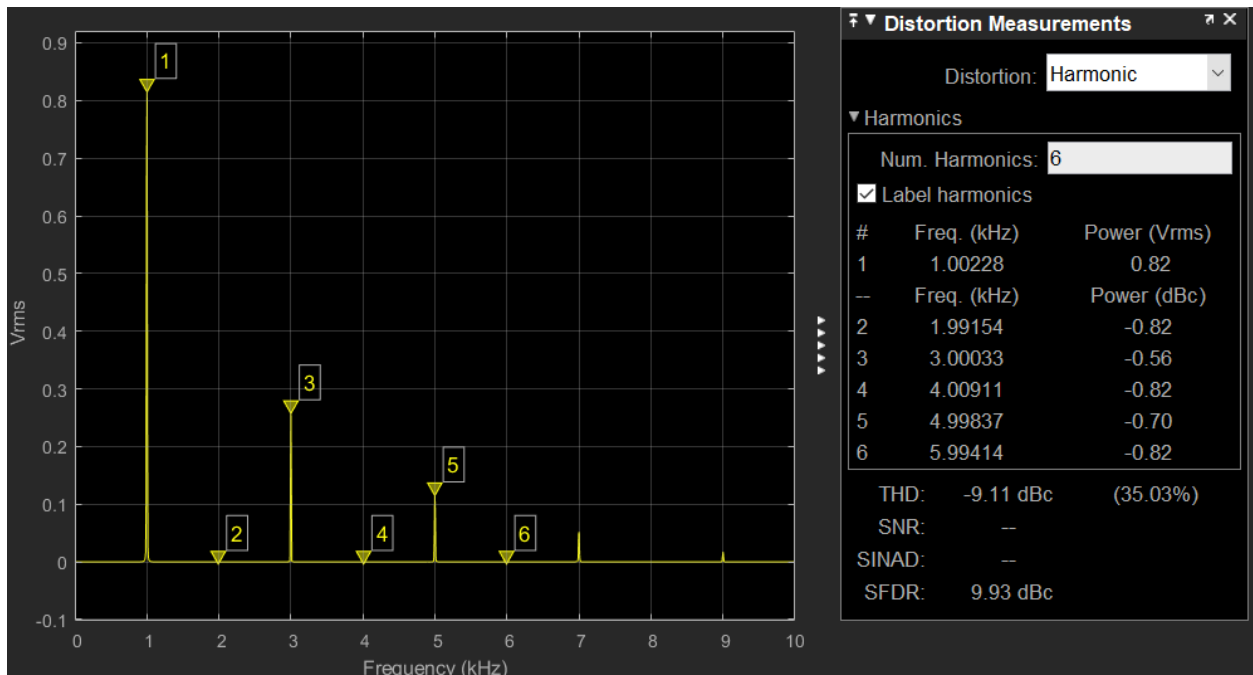 0.9
0.8
0.7
0.6
0.5
0.4
0.3
0.2
0.1
0
-0.1
Vrms
1
2
3
4
5
6
0 1 2 3 4 5 6 7 8 9 10
Frequency (kHz)
Distortion Measurements
Distortion: Harmonic
Harmonics
Num. Harmonics: 6
Label harmonics
# Freq. (kHz) Power (Vrms)
1 1.00228 0.82
-- Freq. (kHz) Power (dBc)
2 1.99154 -0.82
3 3.00033 -0.56
4 4.00911 -0.82
5 4.99837 -0.70
6 5.99414 -0.82
THD: -9.11 dBc (35.03%)
SNR: --
SINAD: --
SFDR: 9.93 dBc